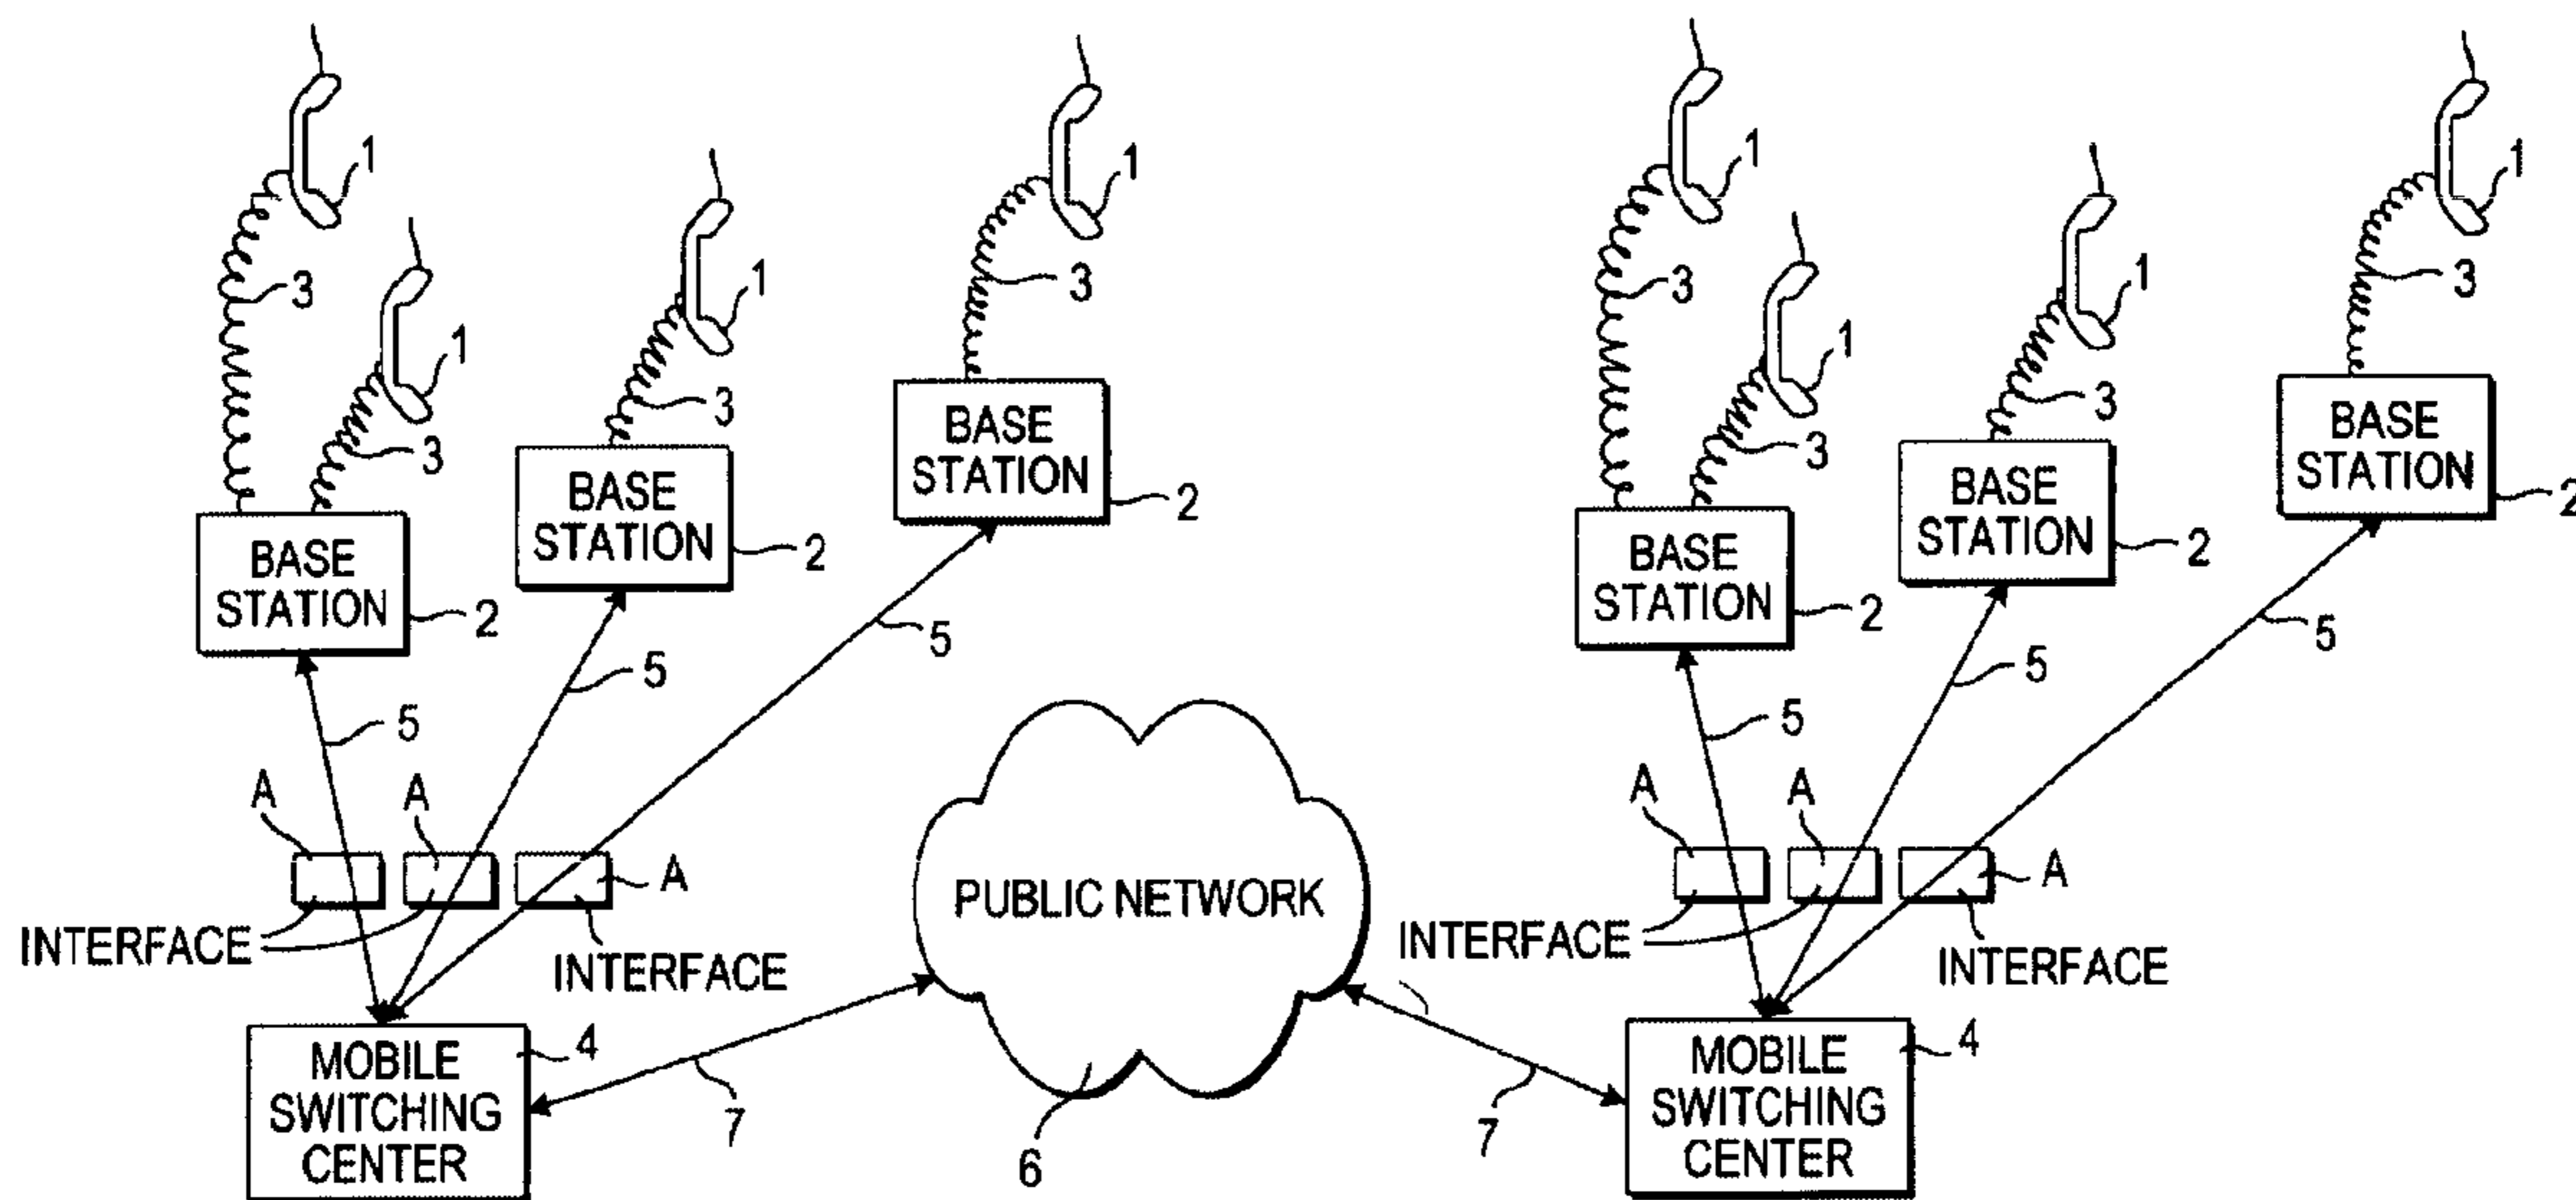 1
1
1
1
3
1
3
1
3
3
1
3
1
3
3
3
BASE
STATION
2
BASE
STATION
2
BASE
STATION
2
BASE
STATION
2
BASE
STATION
2
BASE
STATION
2
5
5
5
5
5
5
A
A
A
INTERFACE
INTERFACE
PUBLIC NETWORK
A
A
A
INTERFACE
INTERFACE
MOBILE
SWITCHING
CENTER
4
7
6
7
MOBILE
SWITCHING
CENTER
4